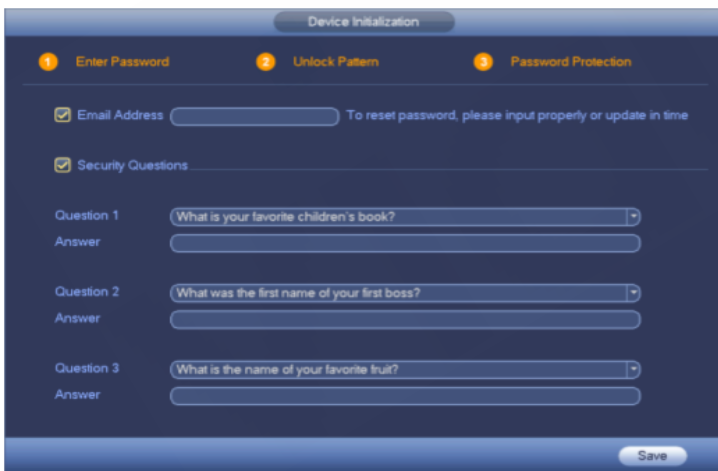 Device Initialization
1 Enter Password 2 Unlock Pattern 3 Password Protection
Email Address To reset password, please input properly or update in time
Security Questions
Question 1 What is your favorite children's book?
Answer
Question 2 What was the first name of your first boss?
Answer
Question 3 What is the name of your favorite fruit?
Answer
Save